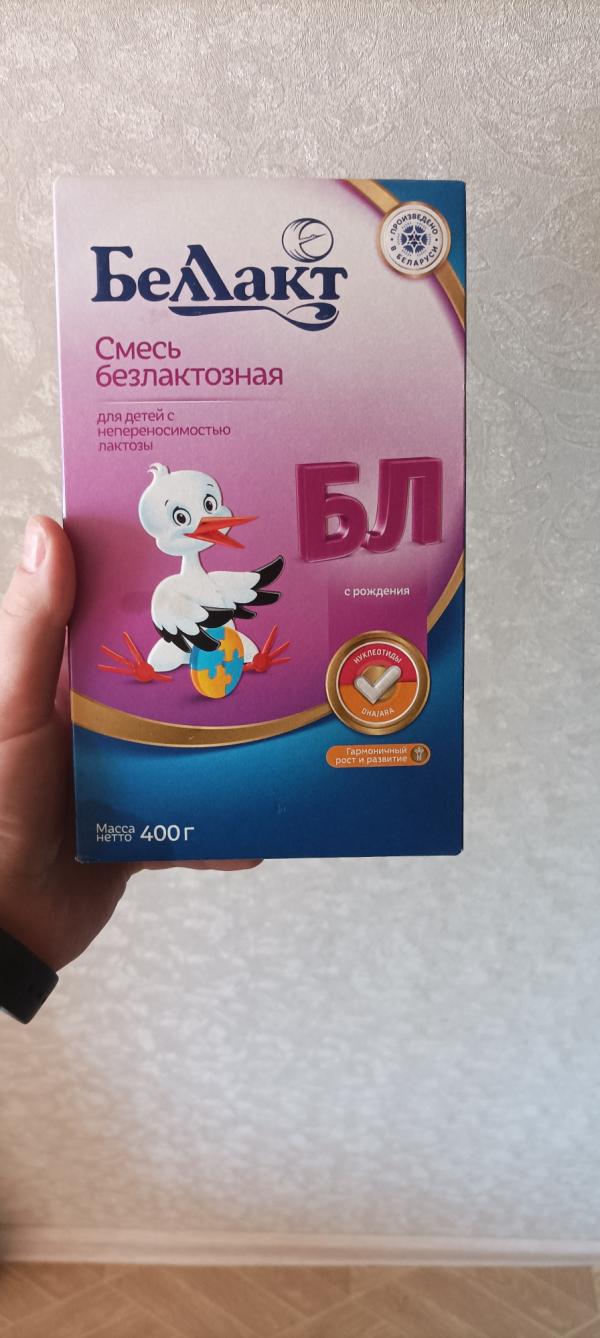 ПРОИЗВЕДЕНО
В БЕЛАРУСИ
Беллакт
Смесь
безлактозная
для детей с
непереносимостью
лактозы
БЛ
с рождения
НУКЛЕОТИДЫ
DHA/ARA
Гармоничный
рост и развитие
Масса
нетто 400 г